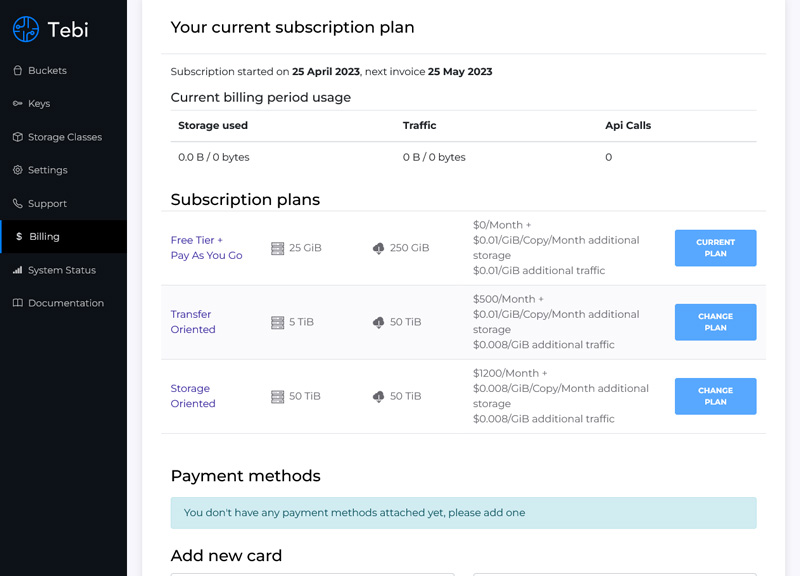 Tebi
Buckets
Keys
Storage Classes
Settings
Support
Billing
System Status
Documentation
Your current subscription plan
Subscription started on 25 April 2023, next invoice 25 May 2023
Current billing period usage
Storage used Traffic Api Calls
0.0 B / 0 bytes 0 B / 0 bytes 0
Subscription plans
Free Tier +
Pay As You Go
25 GiB
250 GiB
$0/Month +
$0.01/GiB/Copy/Month additional
storage
$0.01/GiB additional traffic
CURRENT
PLAN
Transfer
Oriented
5 TiB
50 TiB
$500/Month +
$0.01/GiB/Copy/Month additional
storage
$0.008/GiB additional traffic
CHANGE
PLAN
Storage
Oriented
50 TiB
50 TiB
$1200/Month +
$0.008/GiB/Copy/Month additional
storage
$0.008/GiB additional traffic
CHANGE
PLAN
Payment methods
You don't have any payment methods attached yet, please add one
Add new card